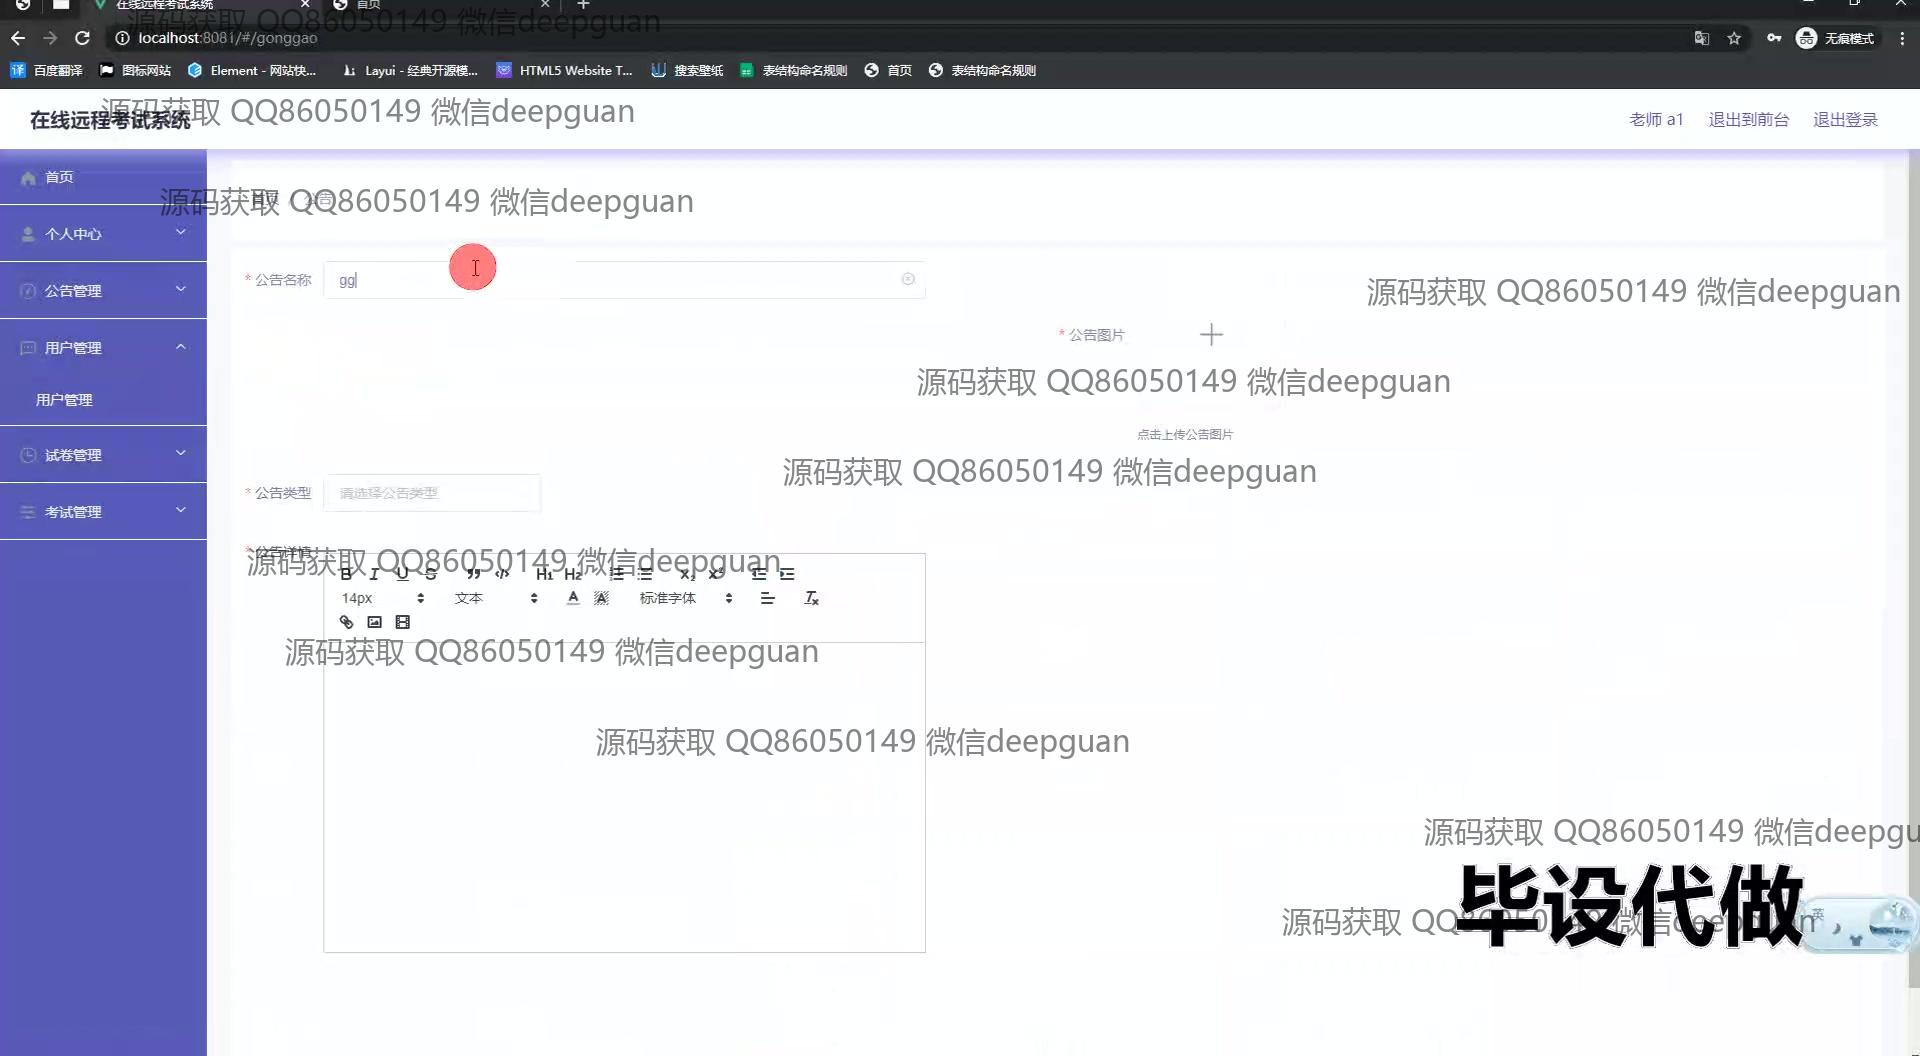 在线远程考试系统
首页
源码获取 QQ86050149 微信deepguan
localhost:8081/#/gonggao
无痕模式
百度翻译
图标网站
Element - 网站快...
Layui - 经典开源模...
HTML5 Website T...
搜索壁纸
表结构命名规则
首页
表结构命名规则
在线远程考试系统
源码获取 QQ86050149 微信deepguan
老师 a1
退出到前台
退出登录
首页
源码获取 QQ86050149 微信deepguan
首页
公告
个人中心
* 公告名称
gg
公告管理
源码获取 QQ86050149 微信deepguan
* 公告图片
用户管理
源码获取 QQ86050149 微信deepguan
用户管理
点击上传公告图片
试卷管理
源码获取 QQ86050149 微信deepguan
* 公告类型
请选择公告类型
考试管理
* 公告详情
源码获取 QQ86050149 微信deepguan
B I U S H1 H2 x2 x2
14px
文本
A A
标准字体
源码获取 QQ86050149 微信deepguan
源码获取 QQ86050149 微信deepguan
源码获取 QQ86050149 微信deepgu
毕设代做
源码获取 QQ86050149 微信deepguan
英